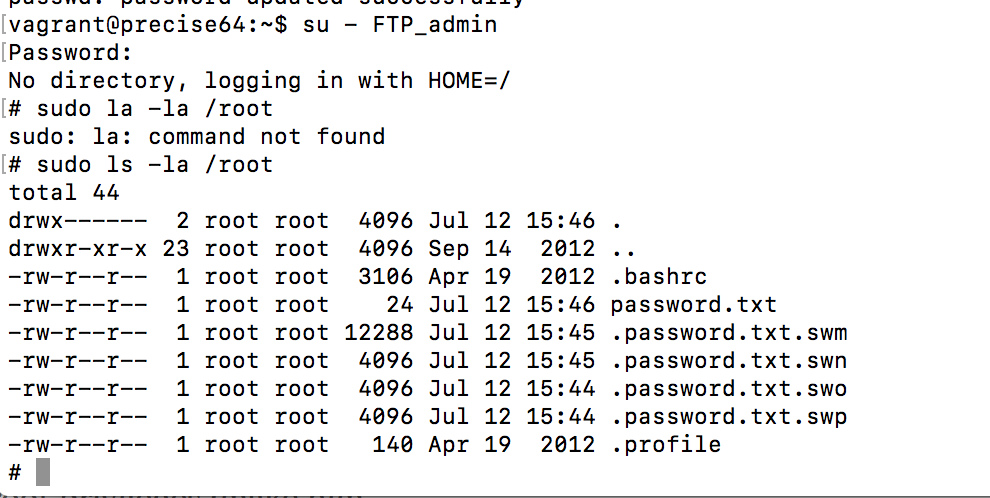 passwd: password updated successfully
[vagrant@precise64:~$ su - FTP_admin
[Password:
No directory, logging in with HOME=/
[# sudo la -la /root
sudo: la: command not found
[# sudo ls -la /root
total 44
drwx------  2 root root  4096 Jul 12 15:46 .
drwxr-xr-x 23 root root  4096 Sep 14  2012 ..
-rw-r--r--  1 root root  3106 Apr 19  2012 .bashrc
-rw-r--r--  1 root root    24 Jul 12 15:46 password.txt
-rw-r--r--  1 root root 12288 Jul 12 15:45 .password.txt.swm
-rw-r--r--  1 root root  4096 Jul 12 15:45 .password.txt.swn
-rw-r--r--  1 root root  4096 Jul 12 15:44 .password.txt.swo
-rw-r--r--  1 root root  4096 Jul 12 15:44 .password.txt.swp
-rw-r--r--  1 root root   140 Apr 19  2012 .profile
#